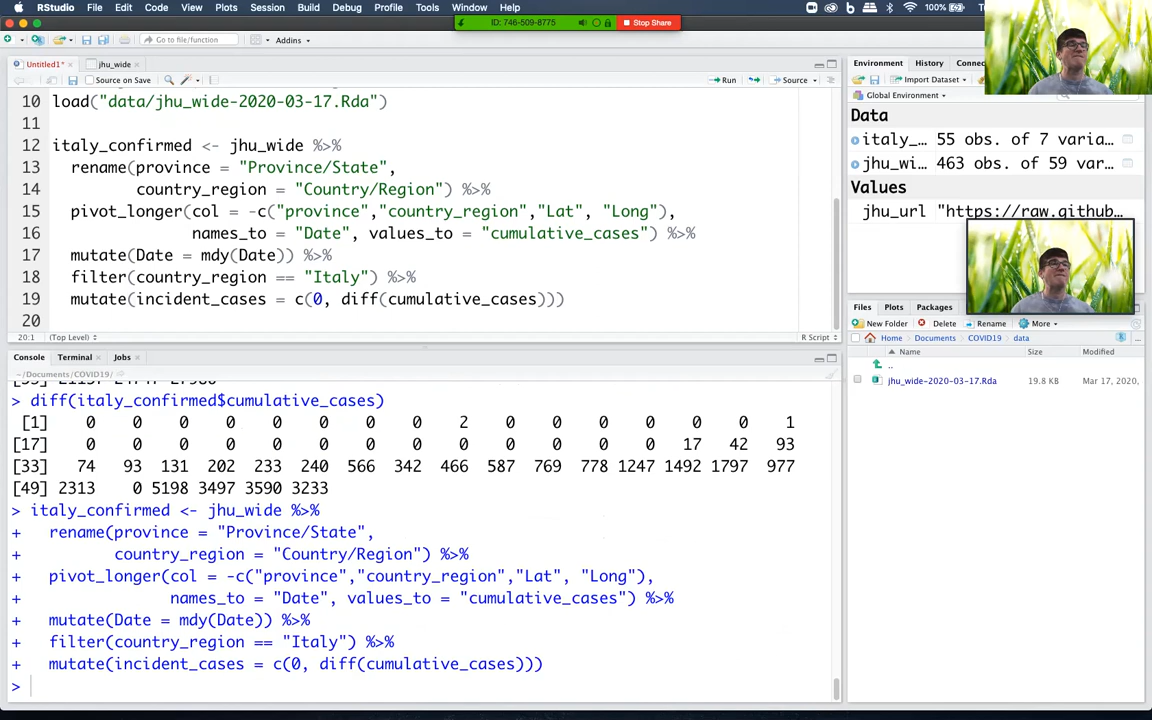 RStudio File Edit Code View Plots Session Build Debug Profile Tools Window Help 100%
ID: 746-509-8775 Stop Share
Go to file/function Addins
Untitled1* jhu_wide
Source on Save Run Source
10 load("data/jhu_wide-2020-03-17.Rda")
11
12 italy_confirmed <- jhu_wide %>%
13 rename(province = "Province/State",
14 country_region = "Country/Region") %>%
15 pivot_longer(col = -c("province","country_region","Lat", "Long"),
16 names_to = "Date", values_to = "cumulative_cases") %>%
17 mutate(Date = mdy(Date)) %>%
18 filter(country_region == "Italy") %>%
19 mutate(incident_cases = c(0, diff(cumulative_cases)))
20
20:1 (Top Level) R Script
Console Terminal Jobs
~/Documents/COVID19/
> diff(italy_confirmed$cumulative_cases)
[1] 0 0 0 0 0 0 0 0 2 0 0 0 0 0 0 1
[17] 0 0 0 0 0 0 0 0 0 0 0 0 0 17 42 93
[33] 74 93 131 202 233 240 566 342 466 587 769 778 1247 1492 1797 977
[49] 2313 0 5198 3497 3590 3233
> italy_confirmed <- jhu_wide %>%
+ rename(province = "Province/State",
+ country_region = "Country/Region") %>%
+ pivot_longer(col = -c("province","country_region","Lat", "Long"),
+ names_to = "Date", values_to = "cumulative_cases") %>%
+ mutate(Date = mdy(Date)) %>%
+ filter(country_region == "Italy") %>%
+ mutate(incident_cases = c(0, diff(cumulative_cases)))
>
Environment History Connec
Import Dataset
Global Environment
Data
italy_… 55 obs. of 7 varia…
jhu_wi… 463 obs. of 59 var…
Values
jhu_url "https://raw.github…
Files Plots Packages
New Folder Delete Rename More
Home Documents COVID19 data
Name Size Modified
..
jhu_wide-2020-03-17.Rda 19.8 KB Mar 17, 2020,